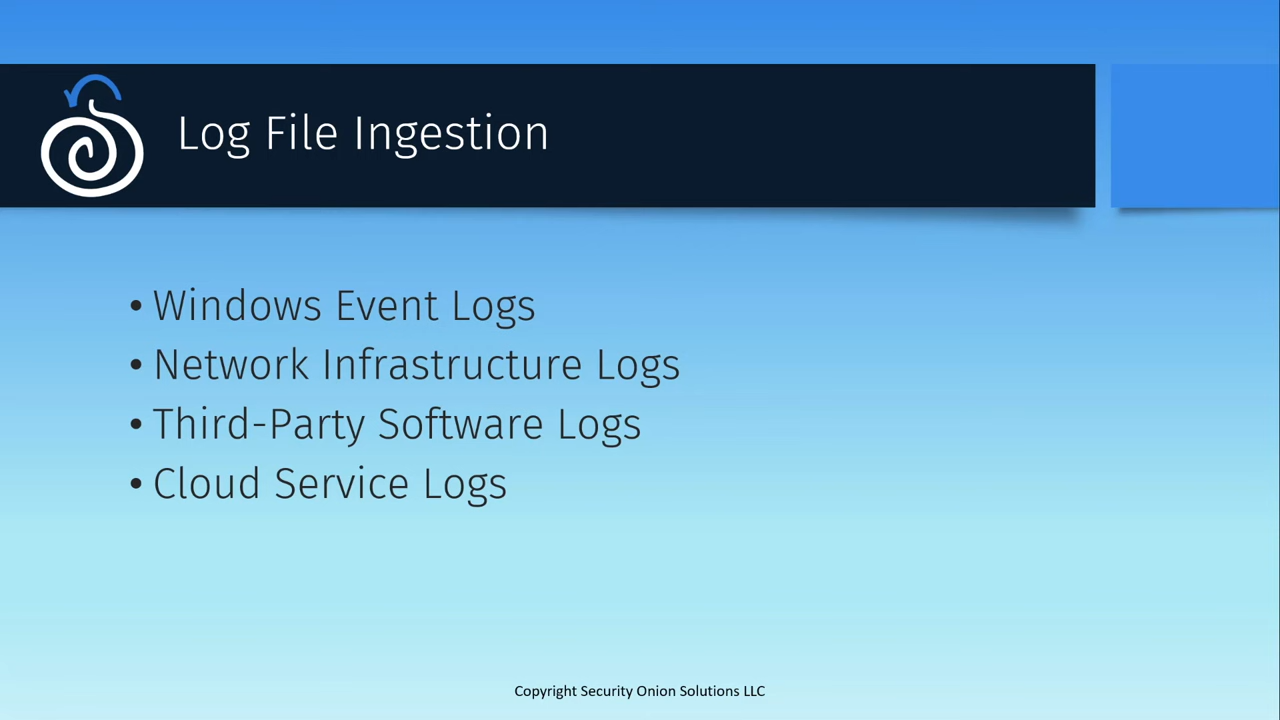 Log File Ingestion
• Windows Event Logs
• Network Infrastructure Logs
• Third-Party Software Logs
• Cloud Service Logs
Copyright Security Onion Solutions LLC